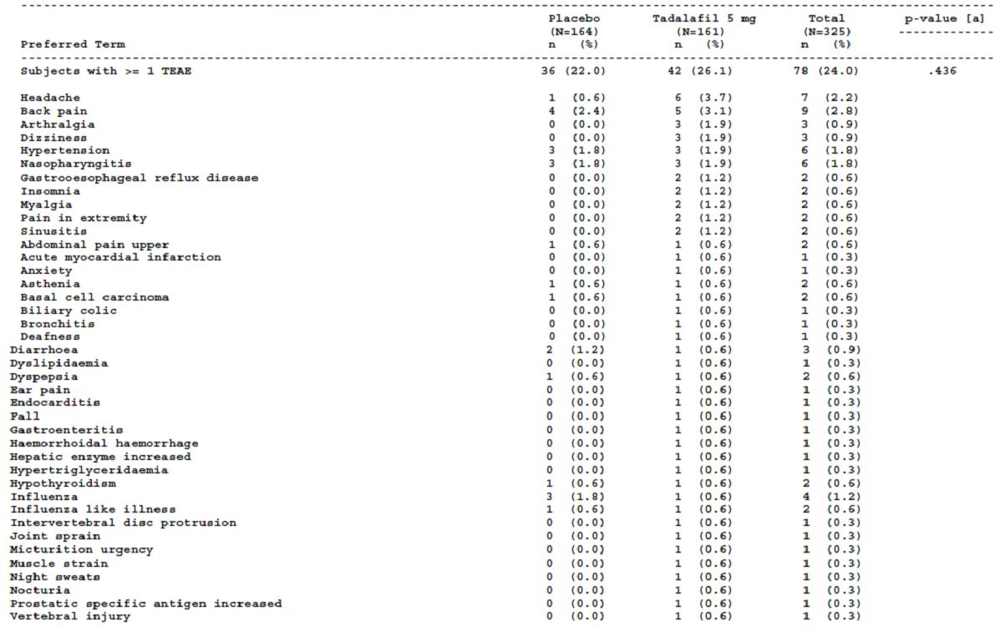 Placebo Tadalafil 5 mg Total p-value [a]
(N=164) (N=161) (N=325) -------------
Preferred Term n (%) n (%) n (%)
Subjects with >= 1 TEAE 36 (22.0) 42 (26.1) 78 (24.0) .436
Headache 1 (0.6) 6 (3.7) 7 (2.2)
Back pain 4 (2.4) 5 (3.1) 9 (2.8)
Arthralgia 0 (0.0) 3 (1.9) 3 (0.9)
Dizziness 0 (0.0) 3 (1.9) 3 (0.9)
Hypertension 3 (1.8) 3 (1.9) 6 (1.8)
Nasopharyngitis 3 (1.8) 3 (1.9) 6 (1.8)
Gastrooesophageal reflux disease 0 (0.0) 2 (1.2) 2 (0.6)
Insomnia 0 (0.0) 2 (1.2) 2 (0.6)
Myalgia 0 (0.0) 2 (1.2) 2 (0.6)
Pain in extremity 0 (0.0) 2 (1.2) 2 (0.6)
Sinusitis 0 (0.0) 2 (1.2) 2 (0.6)
Abdominal pain upper 1 (0.6) 1 (0.6) 2 (0.6)
Acute myocardial infarction 0 (0.0) 1 (0.6) 1 (0.3)
Anxiety 0 (0.0) 1 (0.6) 1 (0.3)
Asthenia 1 (0.6) 1 (0.6) 2 (0.6)
Basal cell carcinoma 1 (0.6) 1 (0.6) 2 (0.6)
Biliary colic 0 (0.0) 1 (0.6) 1 (0.3)
Bronchitis 0 (0.0) 1 (0.6) 1 (0.3)
Deafness 0 (0.0) 1 (0.6) 1 (0.3)
Diarrhoea 2 (1.2) 1 (0.6) 3 (0.9)
Dyslipidaemia 0 (0.0) 1 (0.6) 1 (0.3)
Dyspepsia 1 (0.6) 1 (0.6) 2 (0.6)
Ear pain 0 (0.0) 1 (0.6) 1 (0.3)
Endocarditis 0 (0.0) 1 (0.6) 1 (0.3)
Fall 0 (0.0) 1 (0.6) 1 (0.3)
Gastroenteritis 0 (0.0) 1 (0.6) 1 (0.3)
Haemorrhoidal haemorrhage 0 (0.0) 1 (0.6) 1 (0.3)
Hepatic enzyme increased 0 (0.0) 1 (0.6) 1 (0.3)
Hypertriglyceridaemia 0 (0.0) 1 (0.6) 1 (0.3)
Hypothyroidism 1 (0.6) 1 (0.6) 2 (0.6)
Influenza 3 (1.8) 1 (0.6) 4 (1.2)
Influenza like illness 1 (0.6) 1 (0.6) 2 (0.6)
Intervertebral disc protrusion 0 (0.0) 1 (0.6) 1 (0.3)
Joint sprain 0 (0.0) 1 (0.6) 1 (0.3)
Micturition urgency 0 (0.0) 1 (0.6) 1 (0.3)
Muscle strain 0 (0.0) 1 (0.6) 1 (0.3)
Night sweats 0 (0.0) 1 (0.6) 1 (0.3)
Nocturia 0 (0.0) 1 (0.6) 1 (0.3)
Prostatic specific antigen increased 0 (0.0) 1 (0.6) 1 (0.3)
Vertebral injury 0 (0.0) 1 (0.6) 1 (0.3)